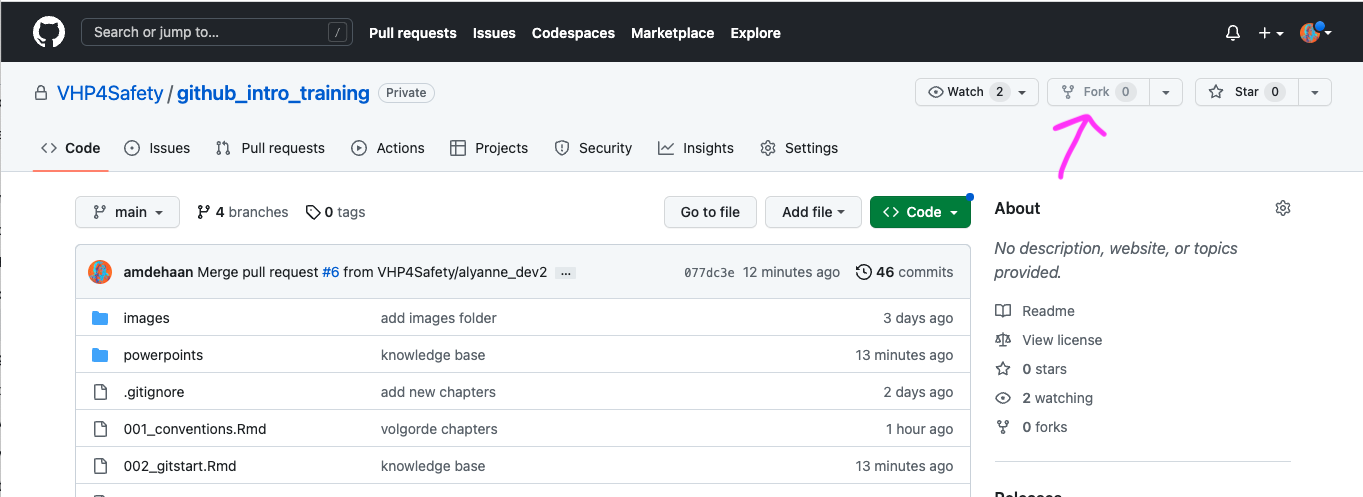 Search or jump to... / Pull requests Issues Codespaces Marketplace Explore
VHP4Safety / github_intro_training Private Watch 2 Fork 0 Star 0
Code Issues Pull requests Actions Projects Security Insights Settings
main 4 branches 0 tags Go to file Add file Code
About
amdehaan Merge pull request #6 from VHP4Safety/alyanne_dev2 ... 077dc3e 12 minutes ago 46 commits
No description, website, or topics
provided.
images add images folder 3 days ago
Readme
powerpoints knowledge base 13 minutes ago
View license
0 stars
.gitignore add new chapters 2 days ago
2 watching
001_conventions.Rmd volgorde chapters 1 hour ago
0 forks
002_gitstart.Rmd knowledge base 13 minutes ago
Releases